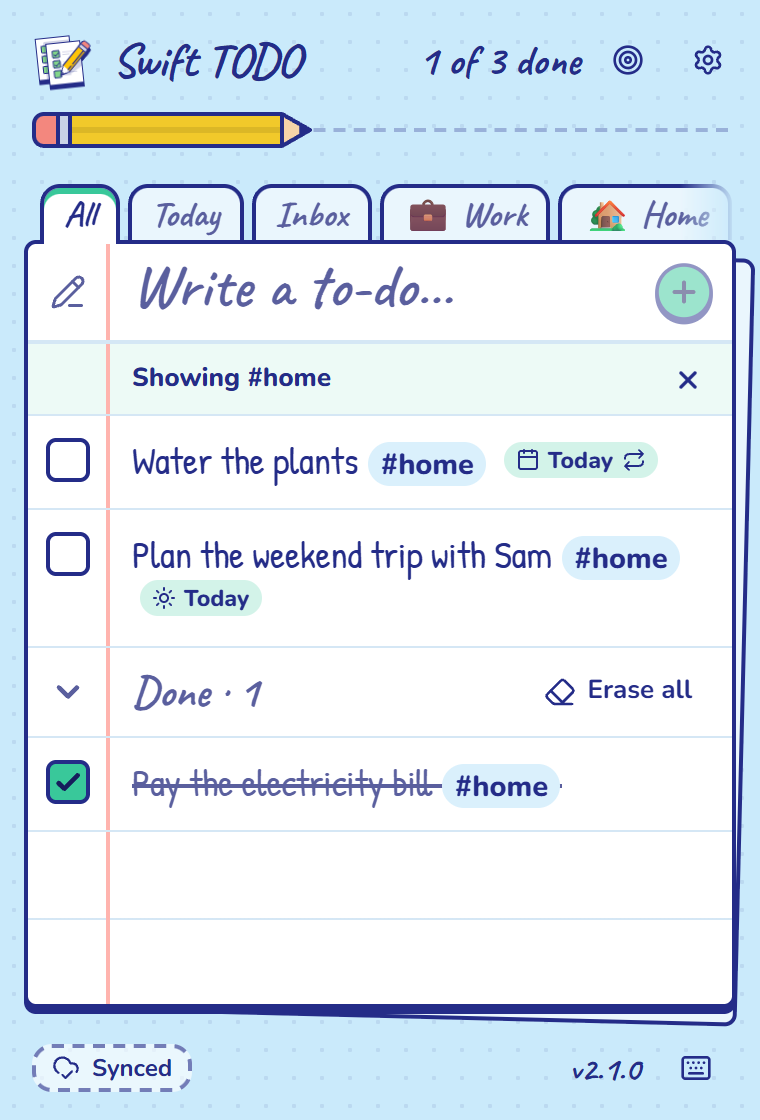 Swift TODO
1 of 3 done
All
Today
Inbox
Work
Home
Write a to-do...
Showing #home
Water the plants #home Today
Plan the weekend trip with Sam #home
Today
Done · 1
Erase all
Pay the electricity bill #home
Synced
v2.1.0